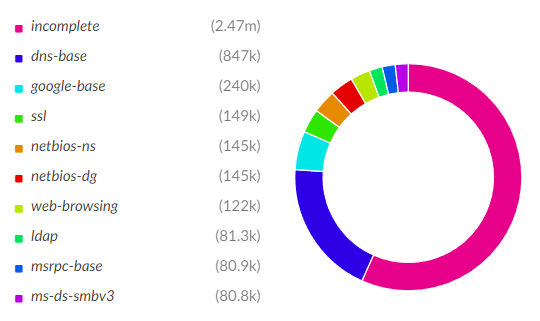 incomplete (2.47m)
dns-base (847k)
google-base (240k)
ssl (149k)
netbios-ns (145k)
netbios-dg (145k)
web-browsing (122k)
ldap (81.3k)
msrpc-base (80.9k)
ms-ds-smbv3 (80.8k)